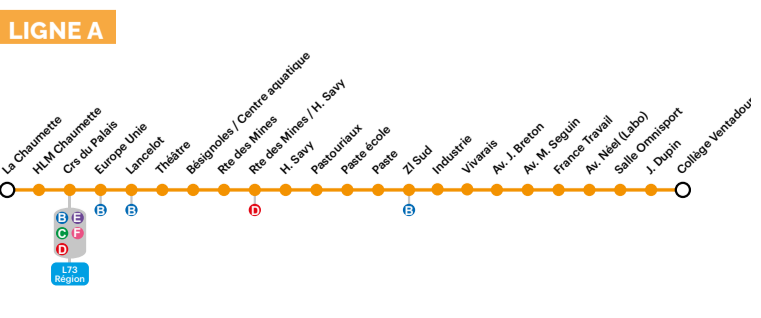 LIGNE A
La Chaumette
HLM Chaumette
Crs du Palais
Europe Unie
Lancelot
Théâtre
Bésignoles / Centre aquatique
Rte des Mines
Rte des Mines / H. Savy
H. Savy
Pastouriaux
Paste école
Paste
ZI Sud
Industrie
Vivarais
Av. J. Breton
Av. M. Seguin
France Travail
Av. Néel (Labo)
Salle Omnisport
J. Dupin
Collège Ventadou
B E
C F
D
L73
Région
B
B
D
B